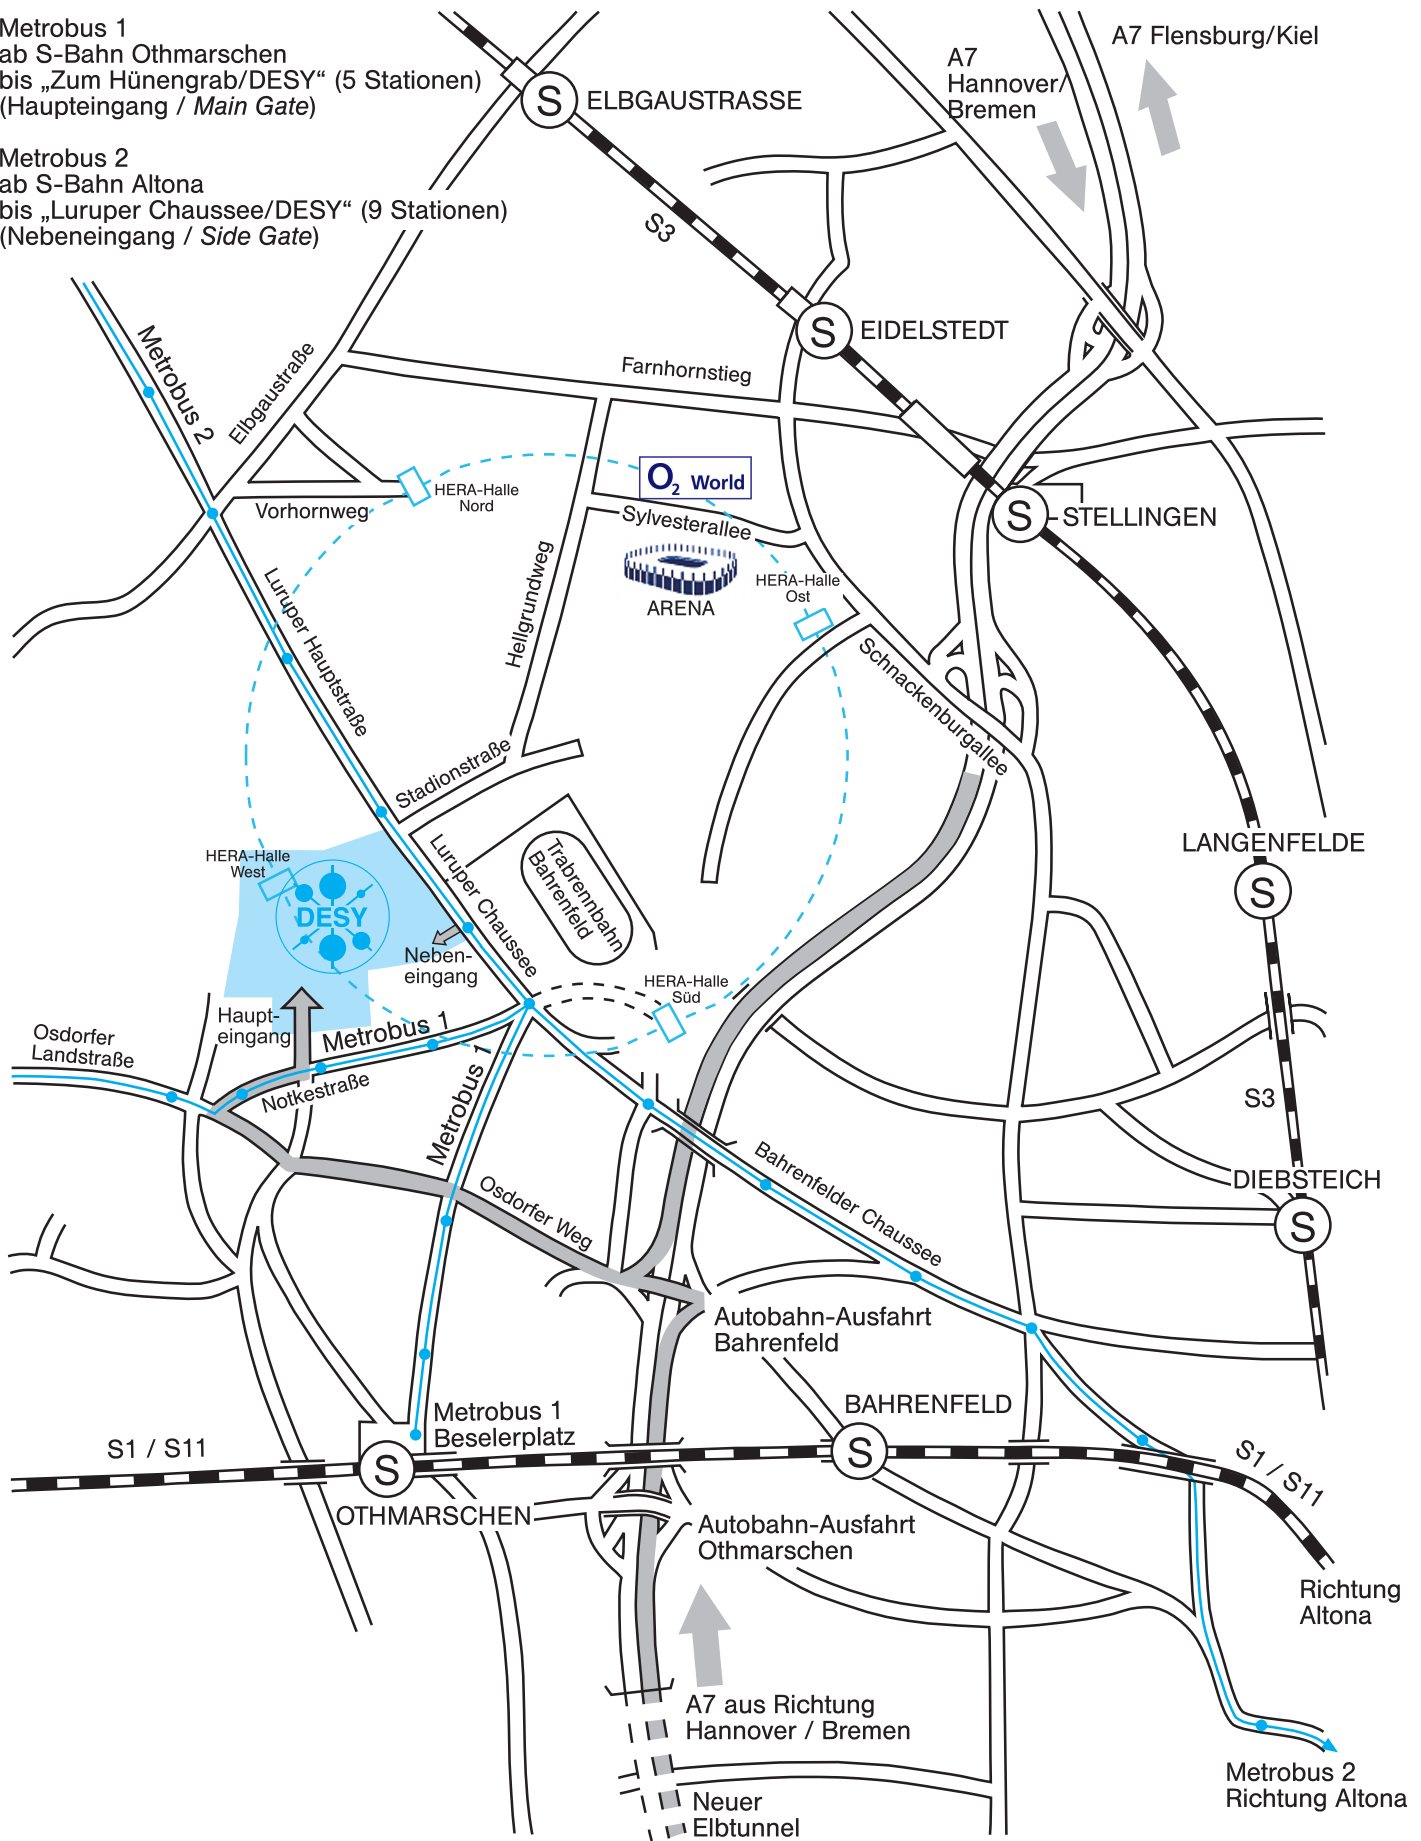 Metrobus 1
ab S-Bahn Othmarschen
bis „Zum Hünengrab/DESY“ (5 Stationen)
(Haupteingang / Main Gate)
Metrobus 2
ab S-Bahn Altona
bis „Luruper Chaussee/DESY“ (9 Stationen)
(Nebeneingang / Side Gate)
A7 Flensburg/Kiel
A7
Hannover/
Bremen
S
ELBGAUSTRASSE
S3
S
EIDELSTEDT
Metrobus 2
Elbgaustraße
Farnhornstieg
O2 World
HERA-Halle
Nord
Vorhornweg
Sylvesterallee
S
STELLINGEN
ARENA
HERA-Halle
Ost
Hellgrundweg
Luruper Hauptstraße
Schnackenburgallee
Stadionstraße
LANGENFELDE
S
HERA-Halle
West
DESY
Luruper Chaussee
Trabrennbahn
Bahrenfeld
Neben-
eingang
HERA-Halle
Süd
Haupt-
eingang
Metrobus 1
Osdorfer
Landstraße
Notkestraße
Metrobus 1
S3
Bahrenfelder Chaussee
DIEBSTEICH
S
Osdorfer Weg
Autobahn-Ausfahrt
Bahrenfeld
BAHRENFELD
S
Metrobus 1
Beselerplatz
S1 / S11
S
OTHMARSCHEN
S1 / S11
Autobahn-Ausfahrt
Othmarschen
Richtung
Altona
A7 aus Richtung
Hannover / Bremen
Metrobus 2
Richtung Altona
Neuer
Elbtunnel